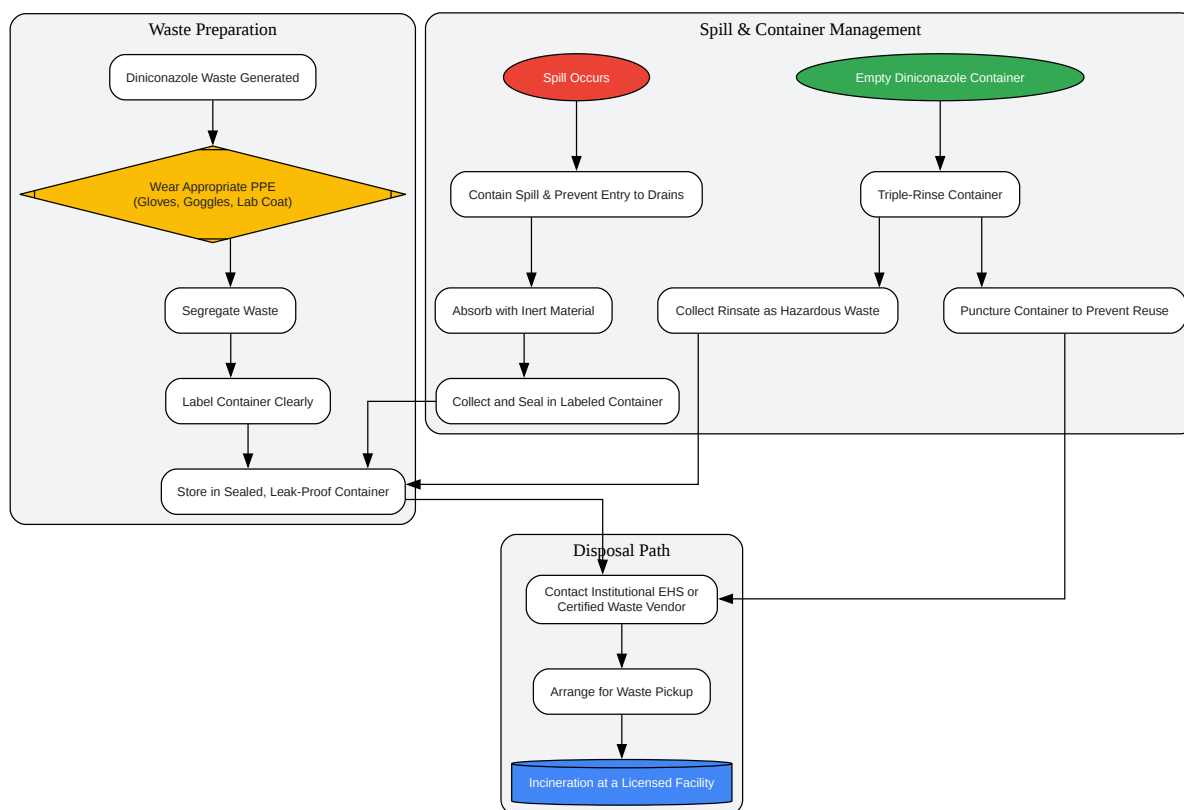 Waste Preparation
Diniconazole Waste Generated
Wear Appropriate PPE
(Gloves, Goggles, Lab Coat)
Segregate Waste
Label Container Clearly
Store in Sealed, Leak-Proof Container
Spill & Container Management
Spill Occurs
Empty Diniconazole Container
Contain Spill & Prevent Entry to Drains
Triple-Rinse Container
Absorb with Inert Material
Collect Rinsate as Hazardous Waste
Puncture Container to Prevent Reuse
Collect and Seal in Labeled Container
Disposal Path
Contact Institutional EHS or
Certified Waste Vendor
Arrange for Waste Pickup
Incineration at a Licensed Facility